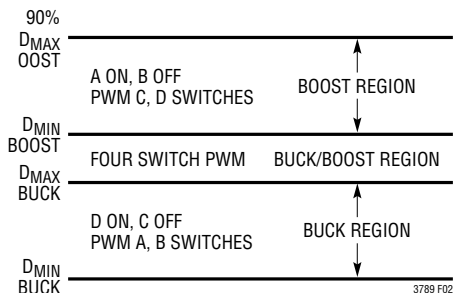 90%
DMAX
OOST
A ON, B OFF
PWM C, D SWITCHES
BOOST REGION
DMIN
BOOST
FOUR SWITCH PWM
BUCK/BOOST REGION
DMAX
BUCK
D ON, C OFF
PWM A, B SWITCHES
BUCK REGION
DMIN
BUCK
3789 F02